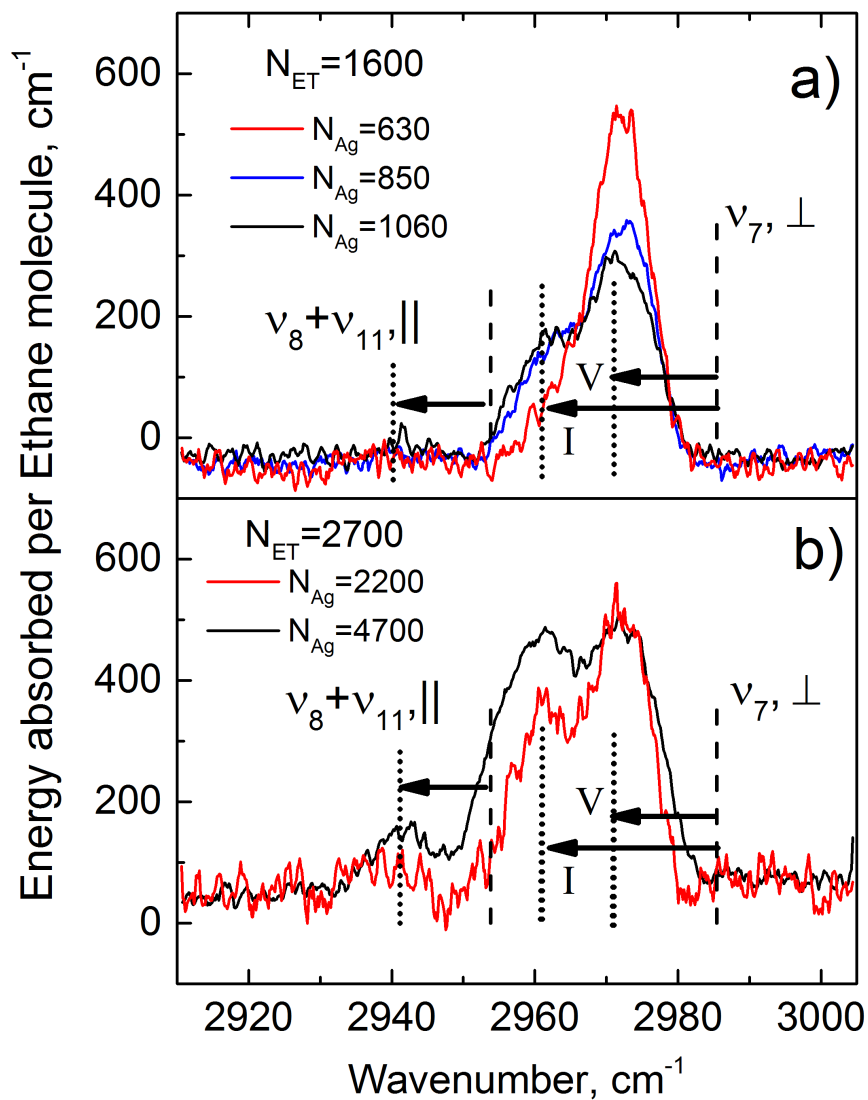 Energy absorbed per Ethane molecule, cm⁻¹
a)
N_ET=1600
N_Ag=630
N_Ag=850
N_Ag=1060
ν₇, ⊥
ν₈+ν₁₁,||
V
I
600
400
200
0
b)
N_ET=2700
N_Ag=2200
N_Ag=4700
ν₈+ν₁₁,||
ν₇, ⊥
V
I
600
400
200
0
2920 2940 2960 2980 3000
Wavenumber, cm⁻¹